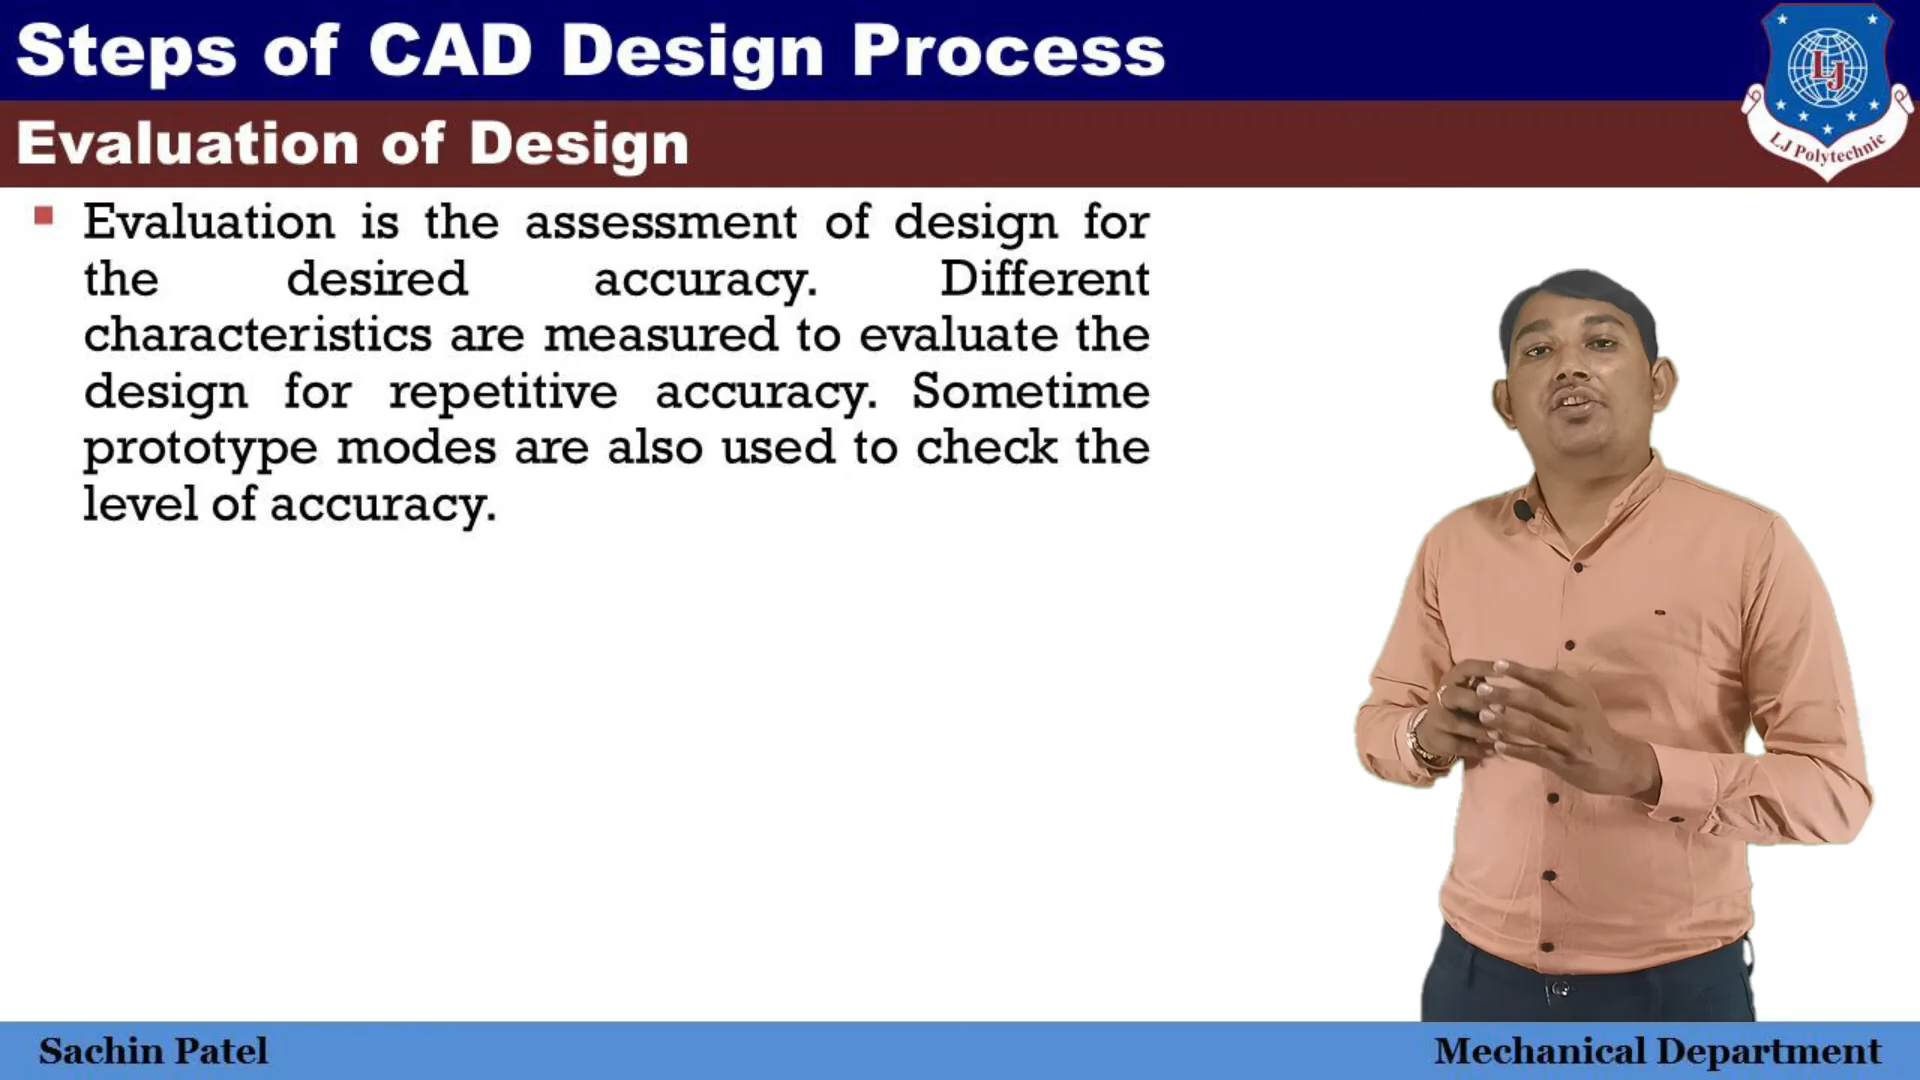 Steps of CAD Design Process
Evaluation of Design
LJ
LJ Polytechnic
Evaluation is the assessment of design for
the desired accuracy. Different
characteristics are measured to evaluate the
design for repetitive accuracy. Sometime
prototype modes are also used to check the
level of accuracy.
Sachin Patel
Mechanical Department